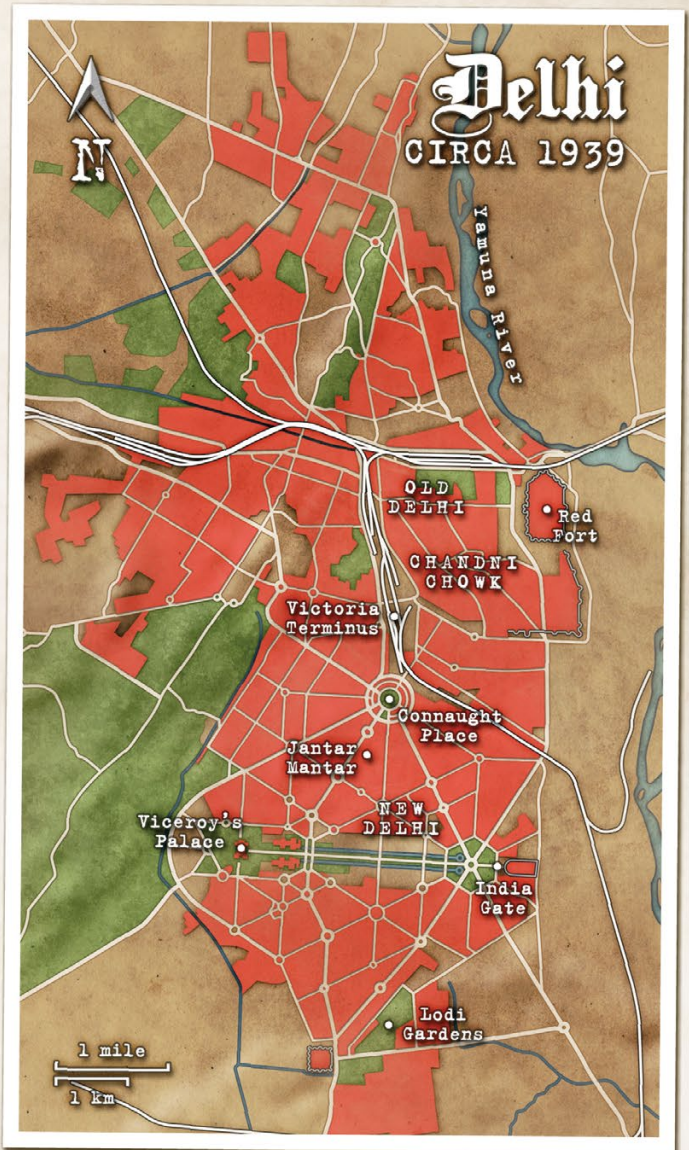 Delhi
CIRCA 1939
N
Yamuna River
OLD
DELHI
Red
Fort
CHANDNI
CHOWK
Victoria
Terminus
Connaught
Place
Jantar
Mantar
NEW
DELHI
Viceroy's
Palace
India
Gate
Lodi
Gardens
1 mile
1 km